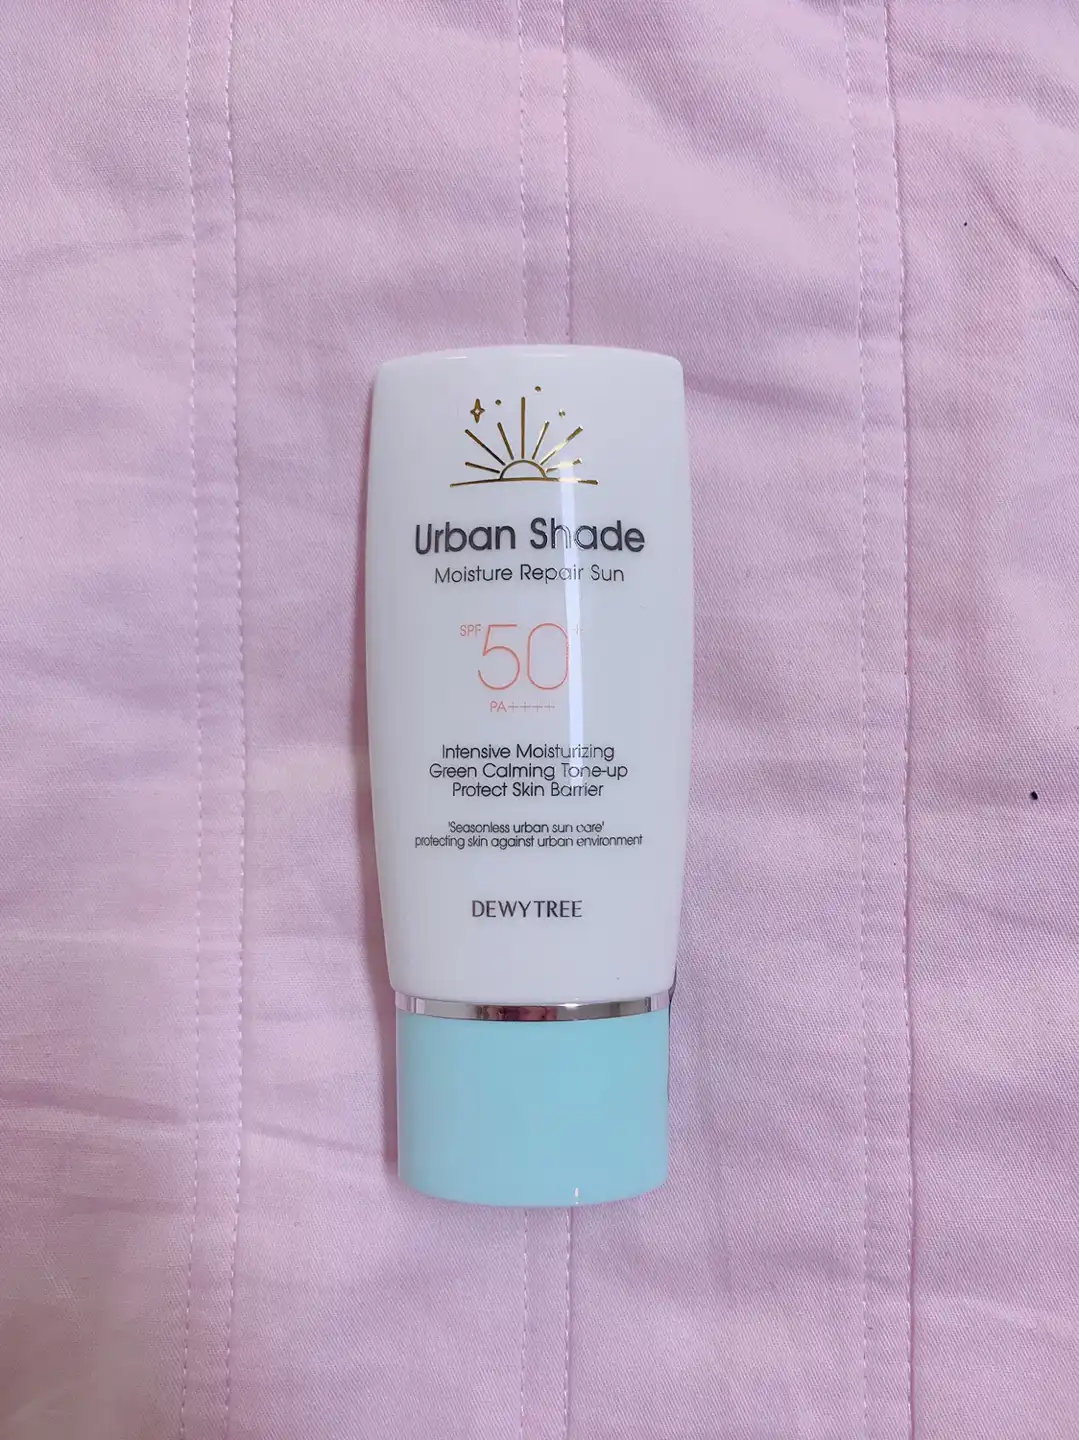 Urban Shade
Moisture Repair Sun
SPF 50+
PA++++
Intensive Moisturizing
Green Calming Tone-up
Protect Skin Barrier
'Seasonless urban sun care'
protecting skin against urban environment
DEWYTREE